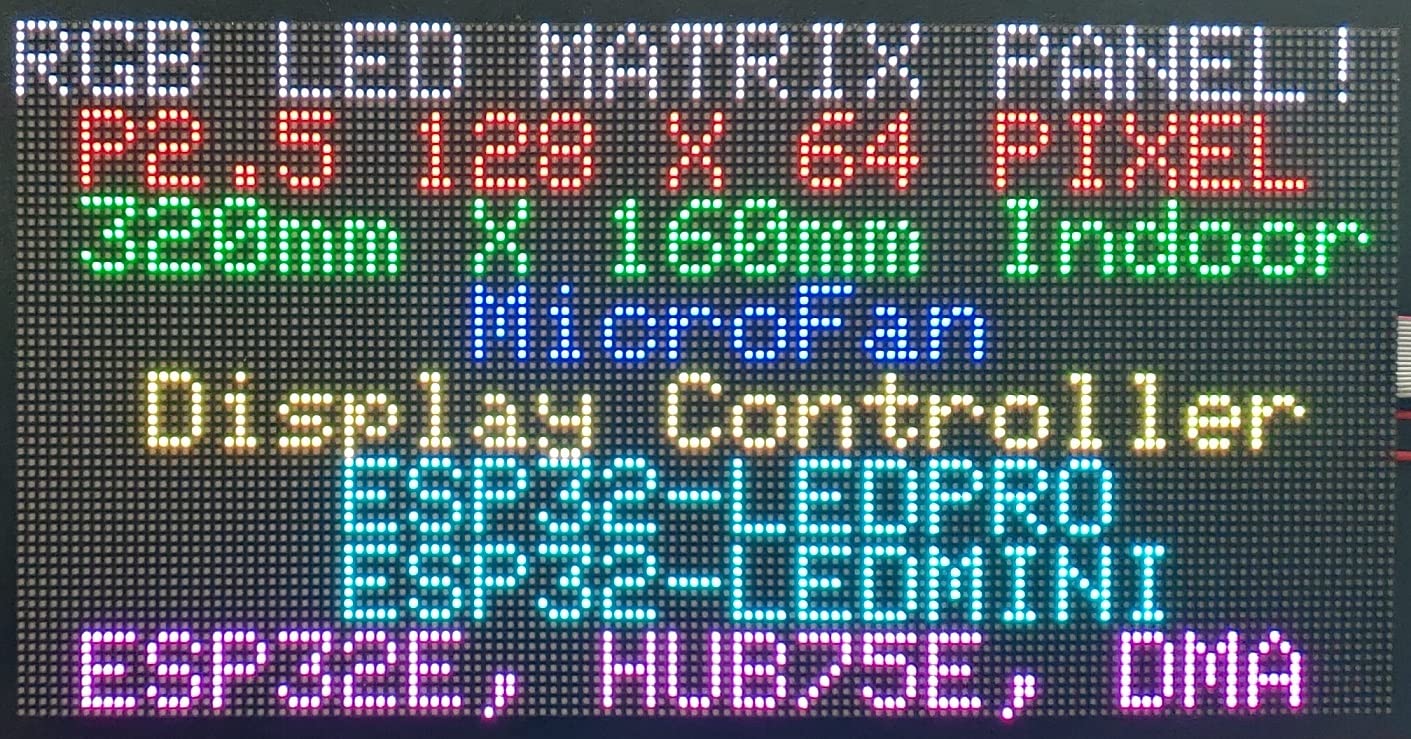 RGB LED MATRIX PANEL!
P2.5 128 X 64 PIXEL
320mm X 160mm Indoor
MicroFan
Display Controller
ESP32-LEDPRO
ESP32-LEDMINI
ESP32E, HUB75E, DMA